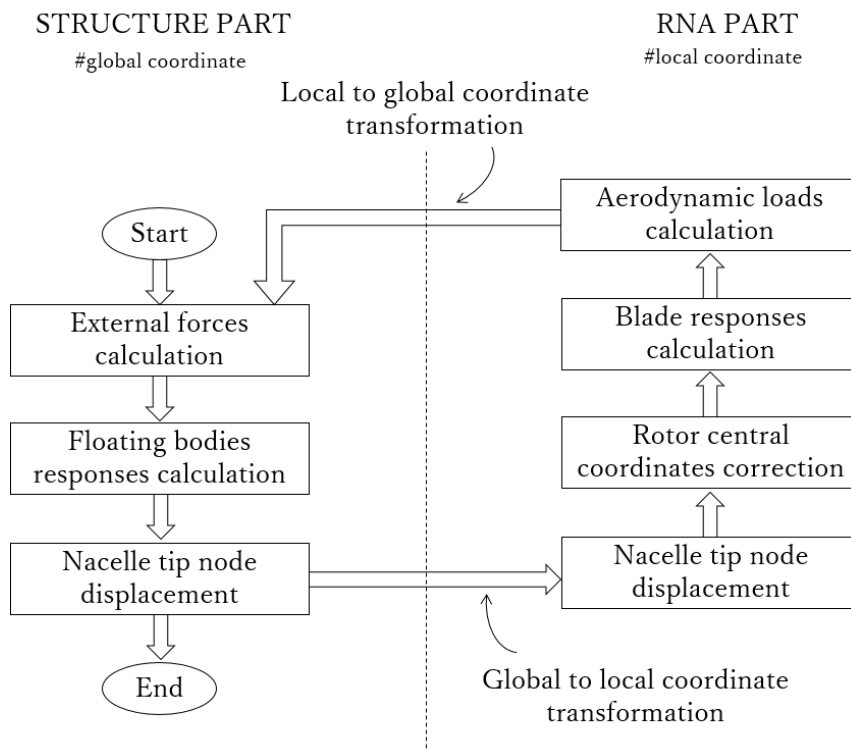 STRUCTURE PART
#global coordinate
RNA PART
#local coordinate
Local to global coordinate
transformation
Start
External forces
calculation
Floating bodies
responses calculation
Nacelle tip node
displacement
End
Aerodynamic loads
calculation
Blade responses
calculation
Rotor central
coordinates correction
Nacelle tip node
displacement
Global to local coordinate
transformation